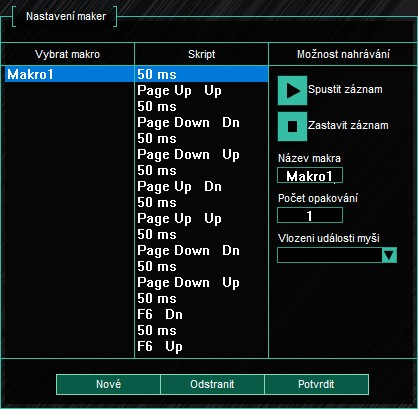 Nastavení maker
Vybrat makro
Skript
Možnost nahrávání
Makro1
50 ms
Page Up Up
50 ms
Page Down Dn
50 ms
Page Down Up
50 ms
Page Up Dn
50 ms
Page Up Up
50 ms
Page Down Dn
50 ms
Page Down Up
50 ms
F6 Dn
50 ms
F6 Up
Spustit záznam
Zastavit záznam
Název makra
Makro1
Počet opakování
1
Vlozeni události myši
Nové
Odstranit
Potvrdit